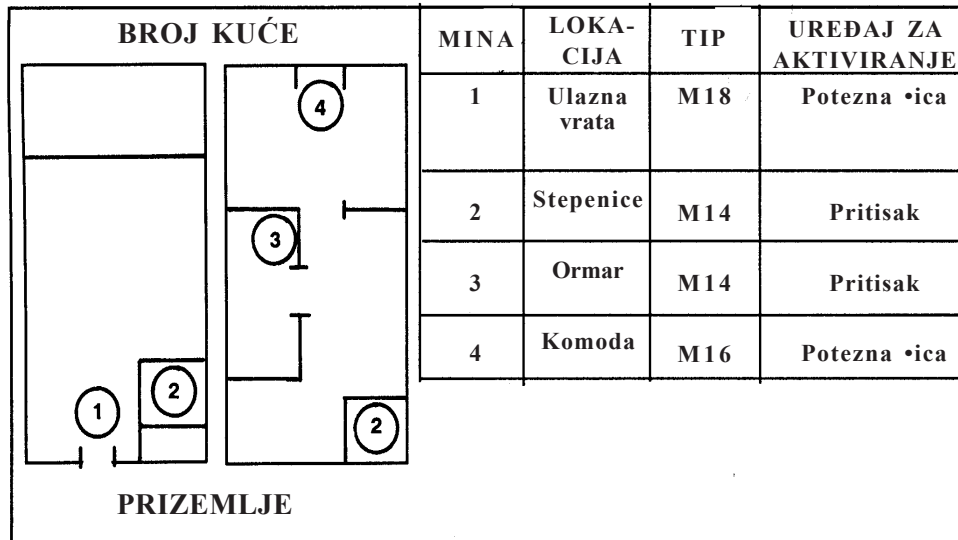 BROJ KUĆE
4
3
1
2
2
PRIZEMLJE
MINA LOKA-CIJA TIP UREĐAJ ZA AKTIVIRANJE
1 Ulazna vrata M18 Potezna •ica
2 Stepenice M14 Pritisak
3 Ormar M14 Pritisak
4 Komoda M16 Potezna •ica